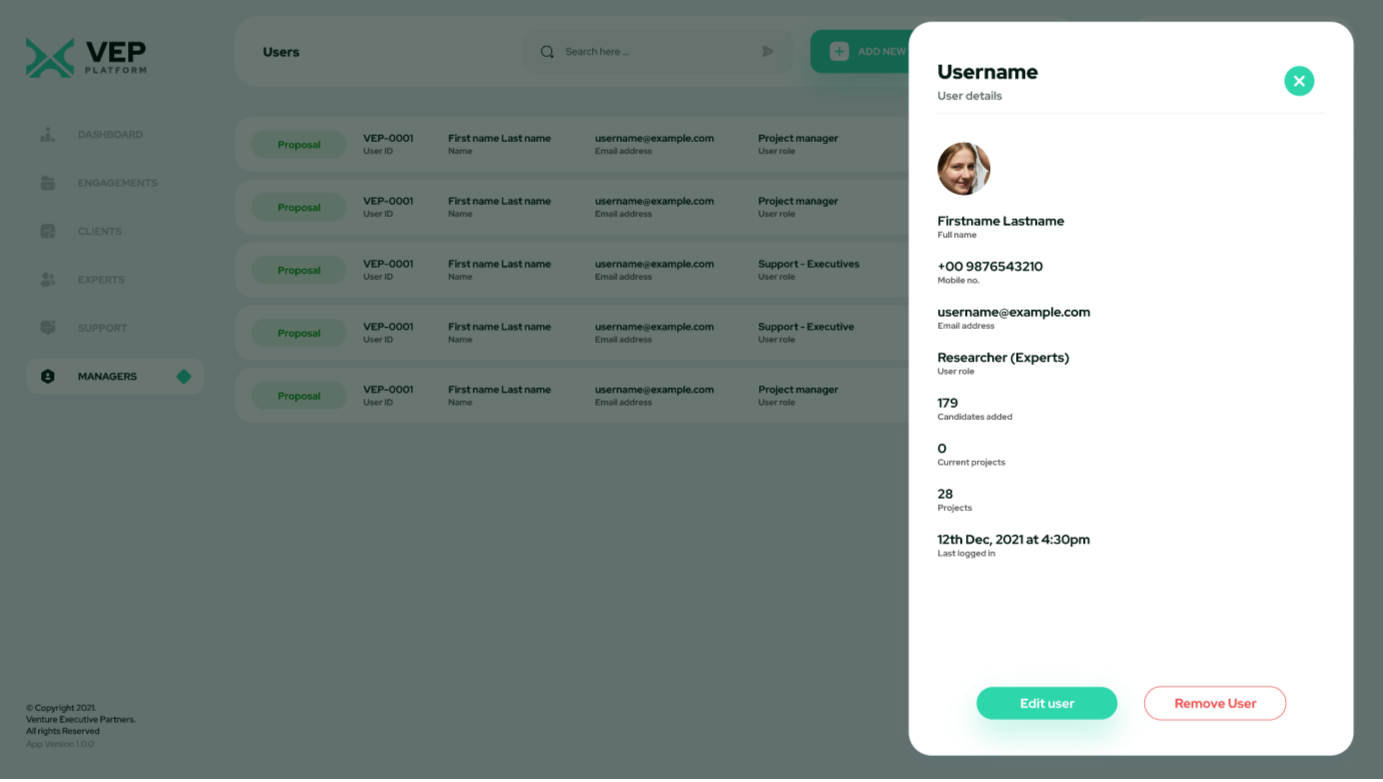 VEP
PLATFORM
DASHBOARD
ENGAGEMENTS
CLIENTS
EXPERTS
SUPPORT
MANAGERS
© Copyright 2021.
Venture Executive Partners.
All rights Reserved
App Version 1.0.0
Users
Search here ...
ADD NEW
Proposal
VEP-0001
User ID
First name Last name
Name
username@example.com
Email address
Project manager
User role
Proposal
VEP-0001
User ID
First name Last name
Name
username@example.com
Email address
Project manager
User role
Proposal
VEP-0001
User ID
First name Last name
Name
username@example.com
Email address
Support - Executives
User role
Proposal
VEP-0001
User ID
First name Last name
Name
username@example.com
Email address
Support - Executive
User role
Proposal
VEP-0001
User ID
First name Last name
Name
username@example.com
Email address
Project manager
User role
Username
User details
Firstname Lastname
Full name
+00 9876543210
Mobile no.
username@example.com
Email address
Researcher (Experts)
User role
179
Candidates added
0
Current projects
28
Projects
12th Dec, 2021 at 4:30pm
Last logged in
Edit user
Remove User